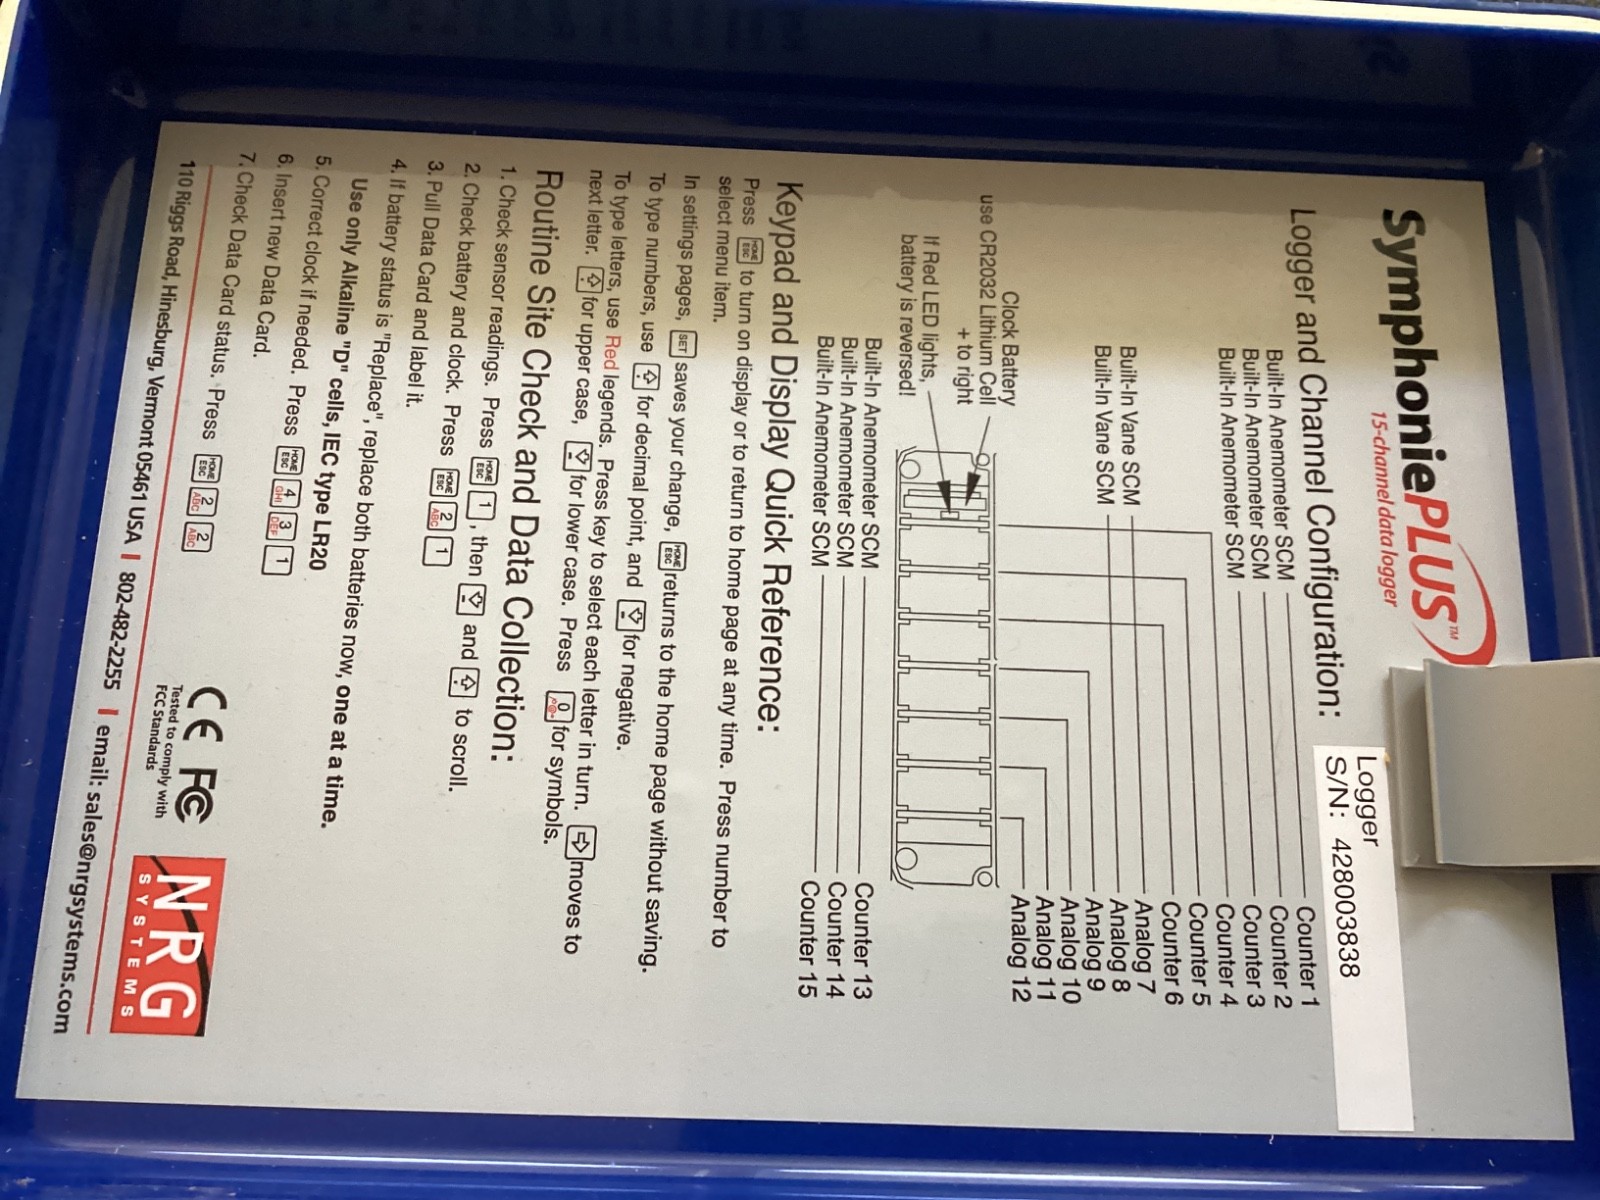 SymphoniePLUS™
15-channel data logger
Logger
S/N: 428003838
Logger and Channel Configuration:
Built-In Anemometer SCM Counter 1
Built-In Anemometer SCM Counter 2
Built-In Anemometer SCM Counter 3
Built-In Anemometer SCM Counter 4
Counter 5
Counter 6
Built-In Vane SCM Analog 7
Built-In Vane SCM Analog 8
Analog 9
Analog 10
Analog 11
Analog 12
Clock Battery
use CR2032 Lithium Cell
+ to right
If Red LED lights,
battery is reversed!
Built-In Anemometer SCM Counter 13
Built-In Anemometer SCM Counter 14
Built-In Anemometer SCM Counter 15
Keypad and Display Quick Reference:
Press HOME ESC to turn on display or to return to home page at any time. Press number to
select menu item.
In settings pages, SET saves your change, HOME ESC returns to the home page without saving.
To type numbers, use for decimal point, and for negative.
To type letters, use Red legends. Press key to select each letter in turn. moves to
next letter. for upper case, for lower case. Press 0 for symbols.
Routine Site Check and Data Collection:
1. Check sensor readings. Press HOME ESC 1 , then and to scroll.
2. Check battery and clock. Press HOME ESC 2 ABC 1
3. Pull Data Card and label it.
4. If battery status is "Replace", replace both batteries now, one at a time.
Use only Alkaline "D" cells, IEC type LR20
5. Correct clock if needed. Press HOME ESC 4 GHI 3 DEF 1
6. Insert new Data Card.
7. Check Data Card status. Press HOME ESC 2 ABC 2 ABC
CE FC
Tested to comply with
FCC Standards
NRG
SYSTEMS
110 Riggs Road, Hinesburg, Vermont 05461 USA | 802-482-2255 | email: sales@nrgsystems.com